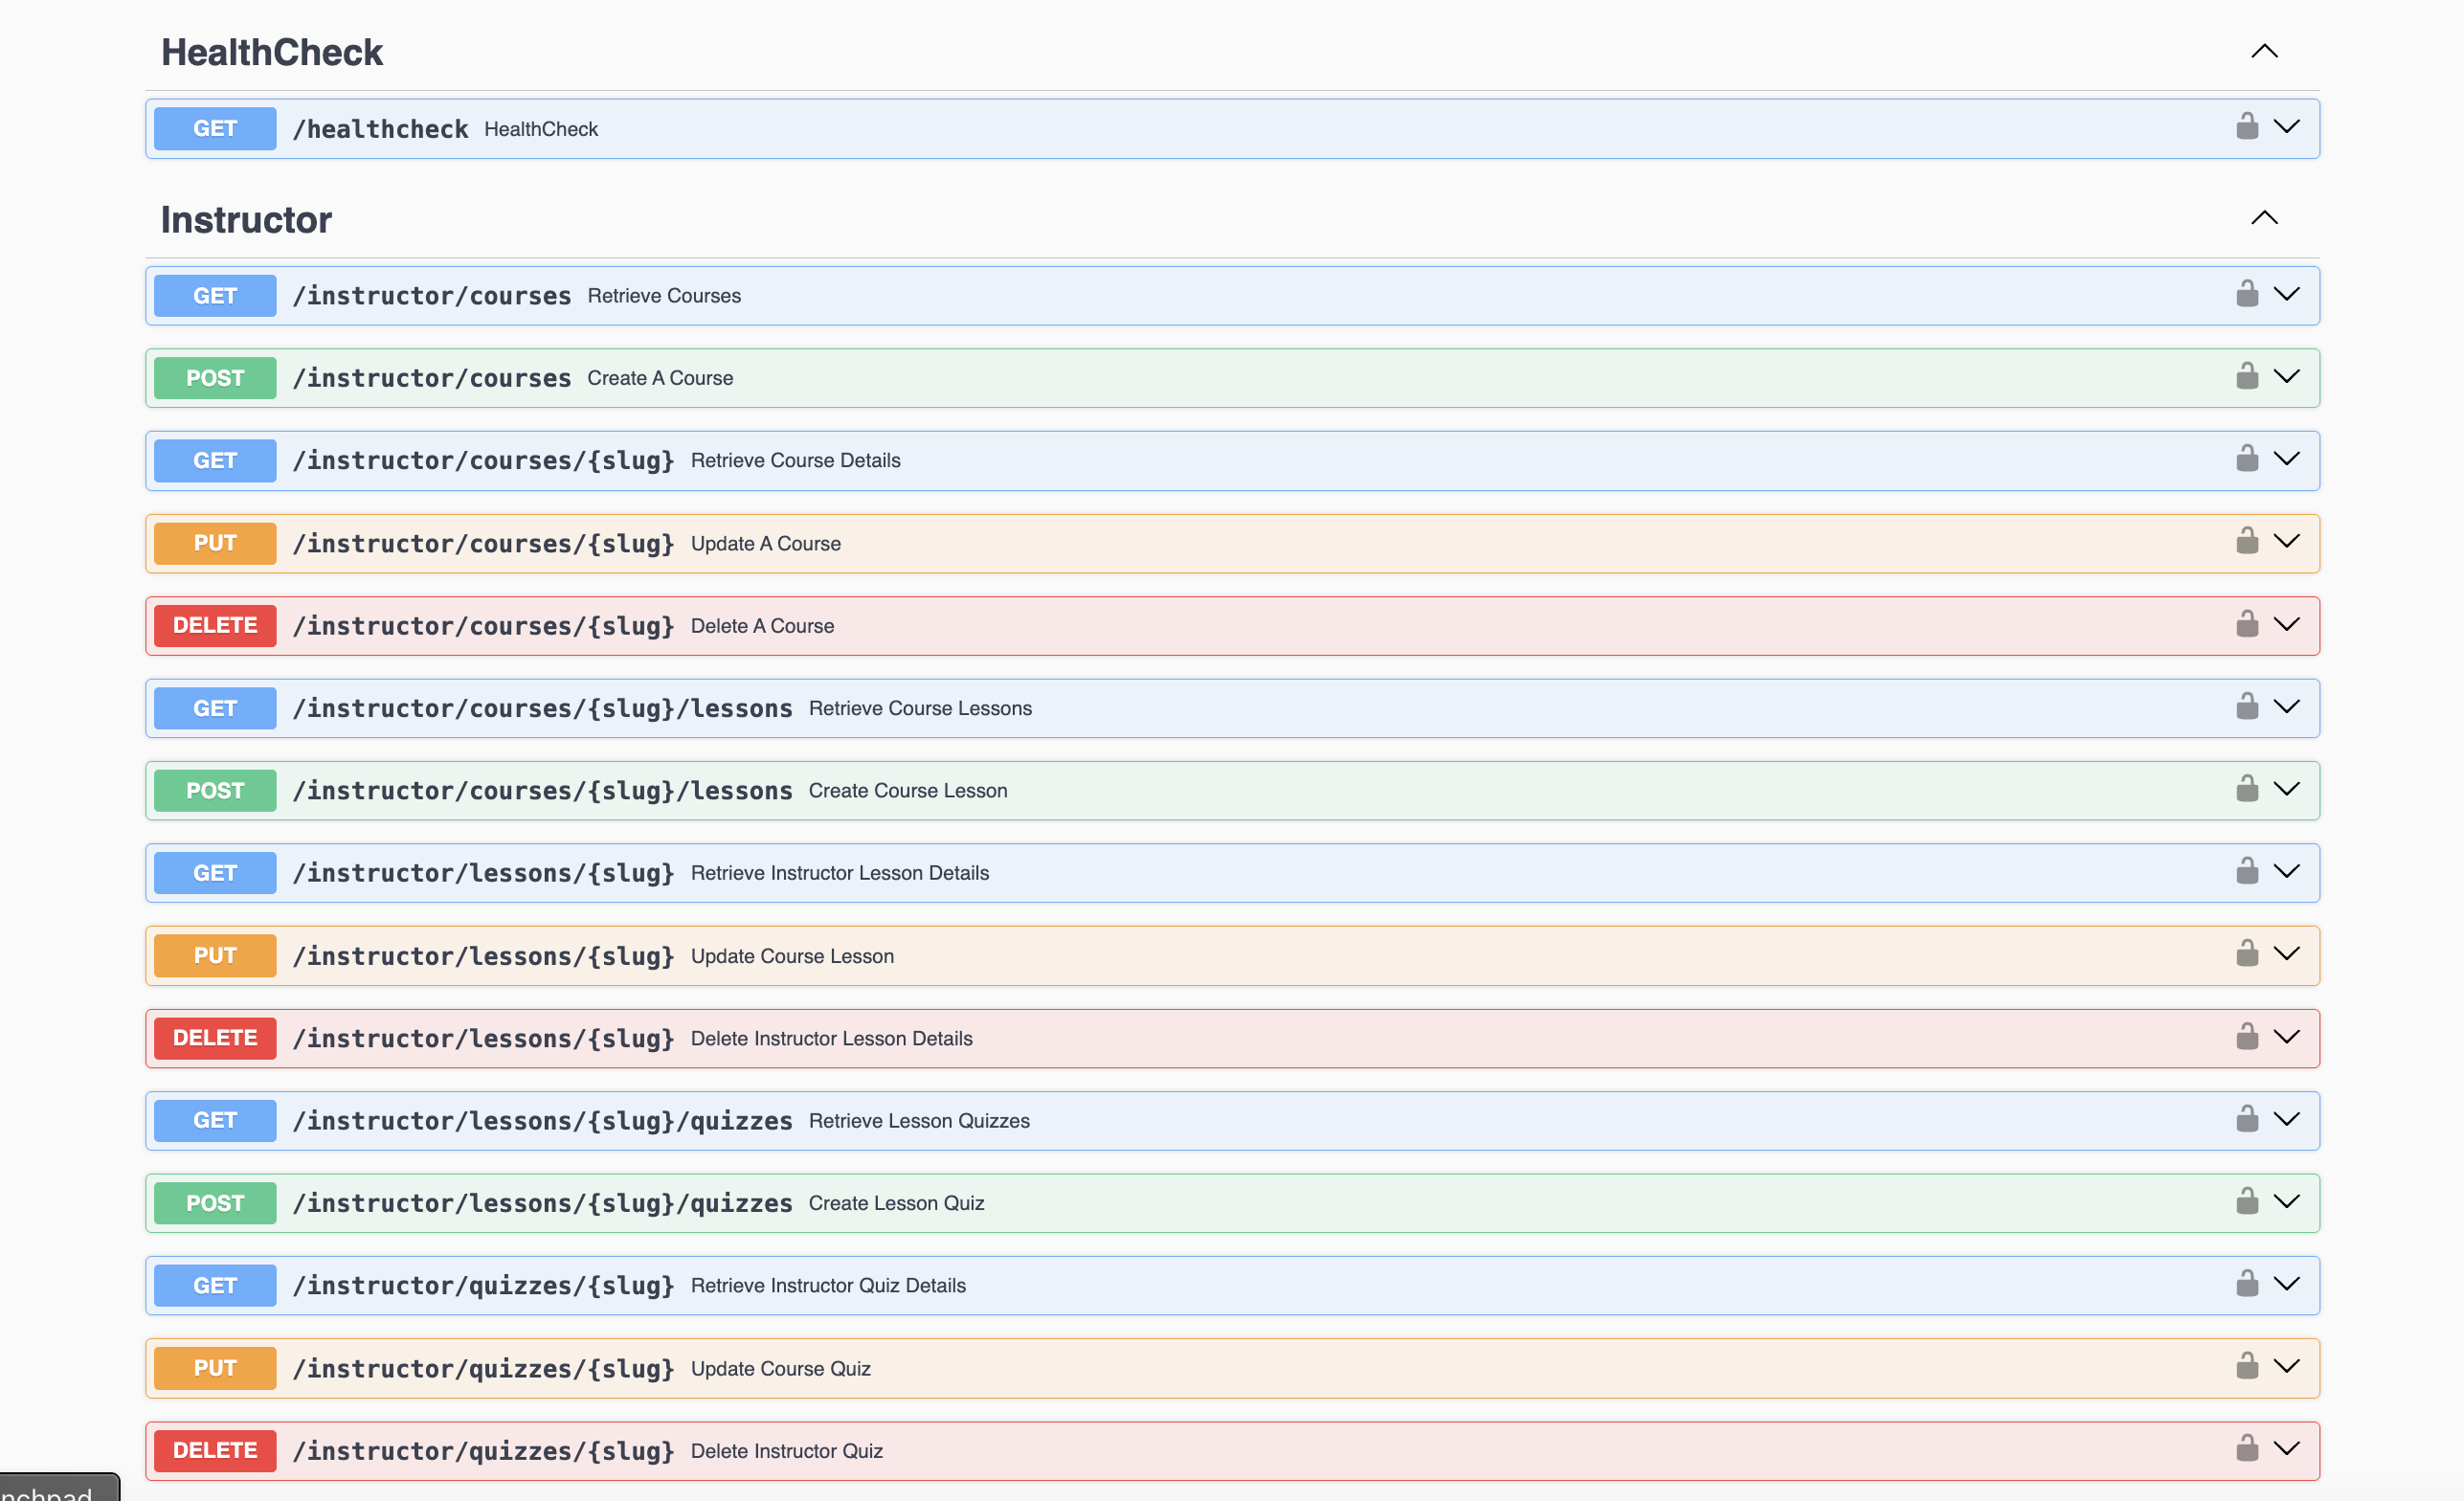 HealthCheck
GET /healthcheck HealthCheck
Instructor
GET /instructor/courses Retrieve Courses
POST /instructor/courses Create A Course
GET /instructor/courses/{slug} Retrieve Course Details
PUT /instructor/courses/{slug} Update A Course
DELETE /instructor/courses/{slug} Delete A Course
GET /instructor/courses/{slug}/lessons Retrieve Course Lessons
POST /instructor/courses/{slug}/lessons Create Course Lesson
GET /instructor/lessons/{slug} Retrieve Instructor Lesson Details
PUT /instructor/lessons/{slug} Update Course Lesson
DELETE /instructor/lessons/{slug} Delete Instructor Lesson Details
GET /instructor/lessons/{slug}/quizzes Retrieve Lesson Quizzes
POST /instructor/lessons/{slug}/quizzes Create Lesson Quiz
GET /instructor/quizzes/{slug} Retrieve Instructor Quiz Details
PUT /instructor/quizzes/{slug} Update Course Quiz
DELETE /instructor/quizzes/{slug} Delete Instructor Quiz